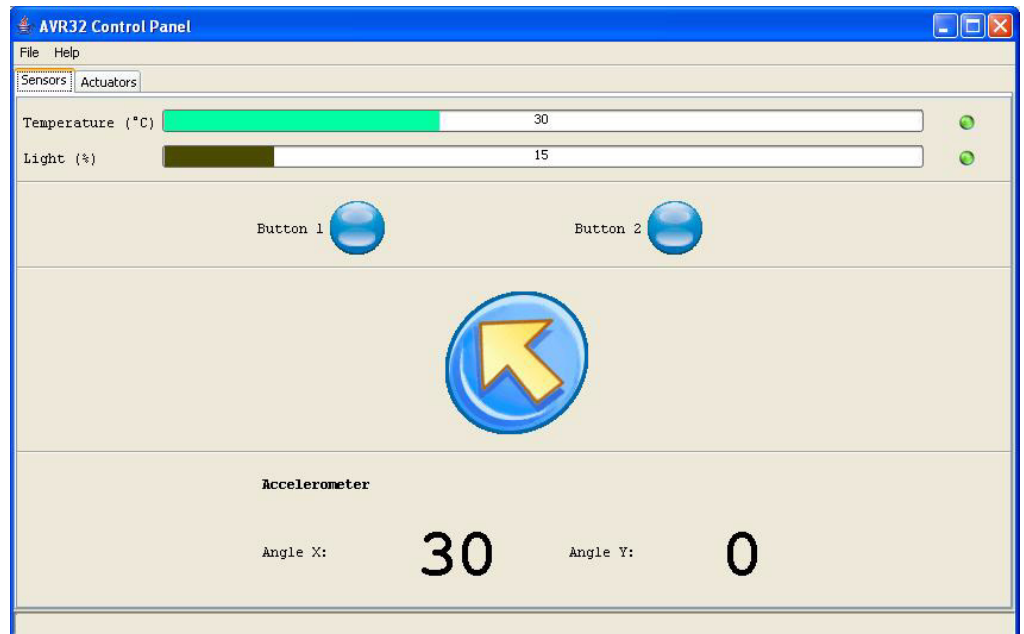 AVR32 Control Panel
File Help
Sensors Actuators
Temperature (°C) 30
Light (%) 15
Button 1 Button 2
Accelerometer
Angle X: 30 Angle Y: 0